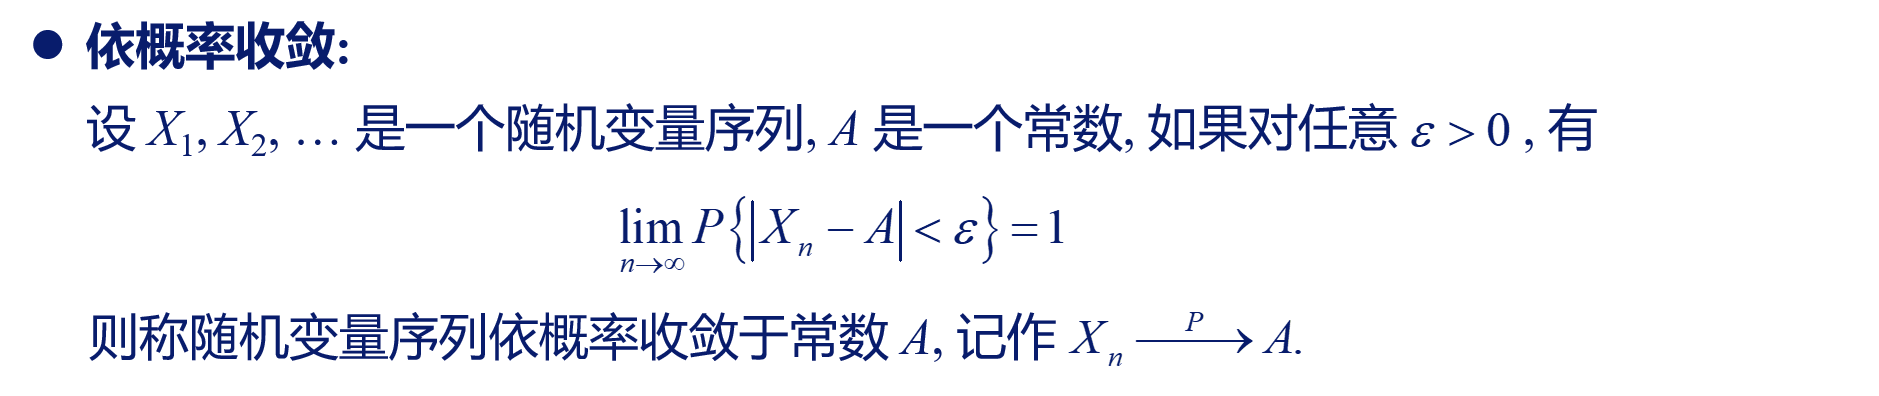 ● 依概率收敛:
设 X₁, X₂, … 是一个随机变量序列, A 是一个常数, 如果对任意 ε > 0 , 有
lim_{n→∞} P{|Xₙ − A| < ε} = 1
则称随机变量序列依概率收敛于常数 A, 记作 Xₙ —P→ A.